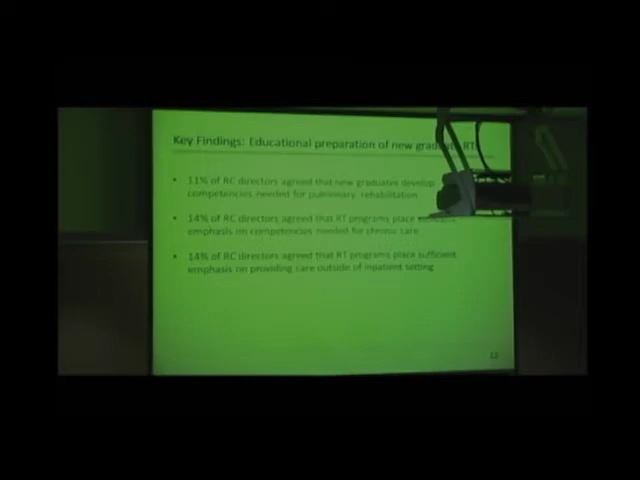 Key Findings: Educational preparation of new graduate RT
• 11% of RC directors agreed that new graduates develop
competencies needed for pulmonary rehabilitation
• 14% of RC directors agreed that RT programs place
emphasis on competencies needed for chronic care
• 14% of RC directors agreed that RT programs place sufficient
emphasis on providing care outside of inpatient setting
12